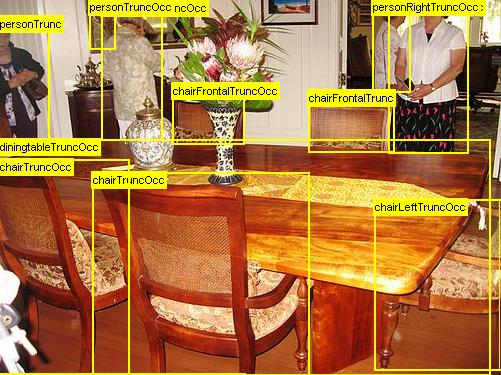 personTruncOcc
ncOcc
personRightTruncOcc
personTrunc
chairFrontalTruncOcc
chairFrontalTrunc
diningtableTruncOcc
chairTruncOcc
chairTruncOcc
chairLeftTruncOcc